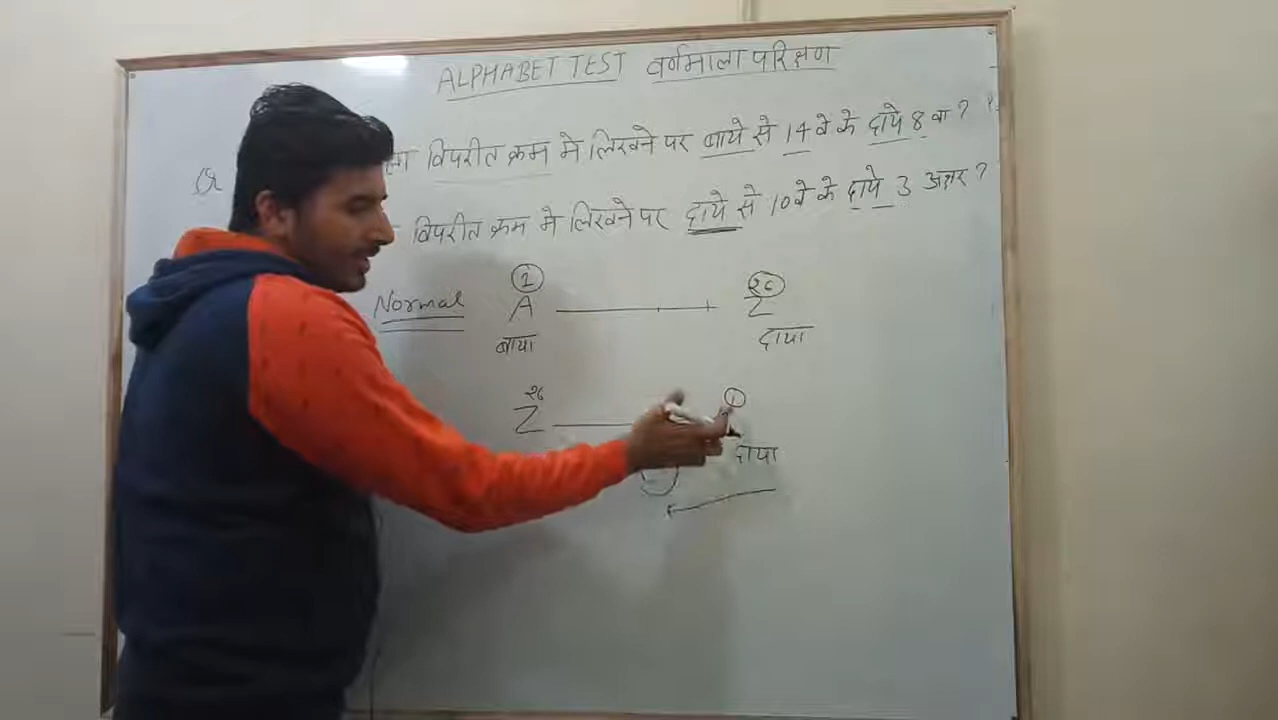 ALPHABET TEST वर्णमाला परिक्षण
Q विपरीत क्रम मे लिखने पर बाये से 14 वे के दाये 8 वा ?
विपरीत क्रम मे लिखने पर दाये से 10 वे के दाये 3 अक्षर ?
Normal
1 26
A Z
बाया दाया
26 1
Z
दाया